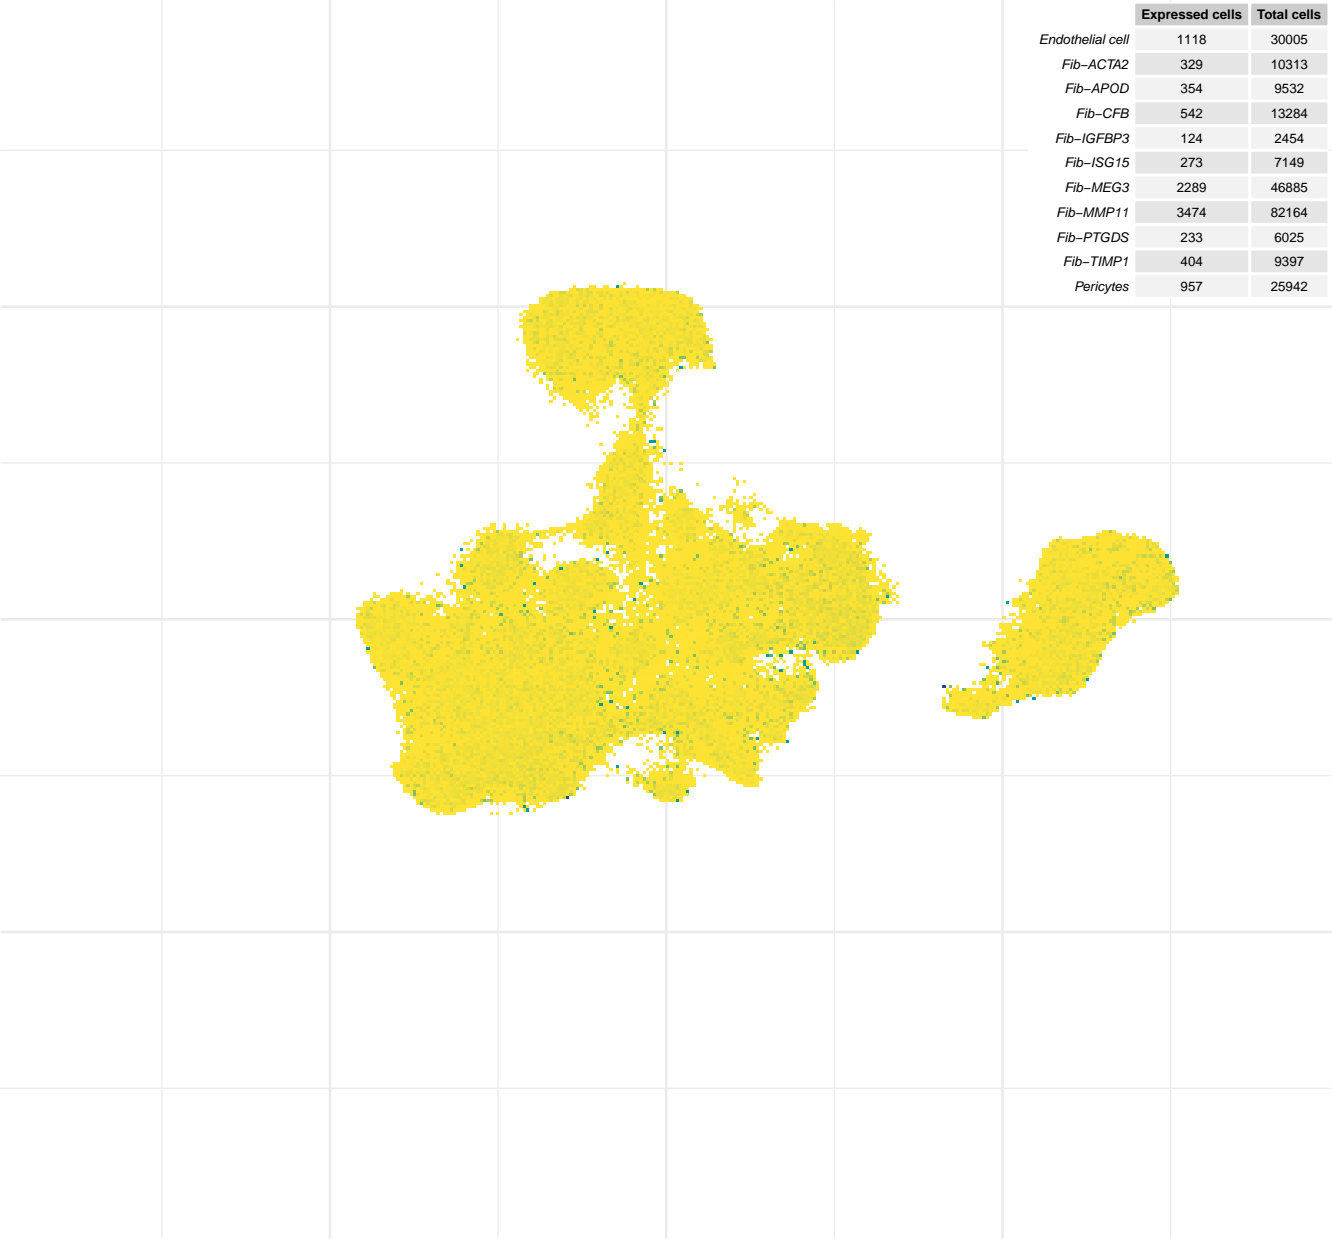 Expressed cells Total cells
Endothelial cell 1118 30005
Fib−ACTA2 329 10313
Fib−APOD 354 9532
Fib−CFB 542 13284
Fib−IGFBP3 124 2454
Fib−ISG15 273 7149
Fib−MEG3 2289 46885
Fib−MMP11 3474 82164
Fib−PTGDS 233 6025
Fib−TIMP1 404 9397
Pericytes 957 25942